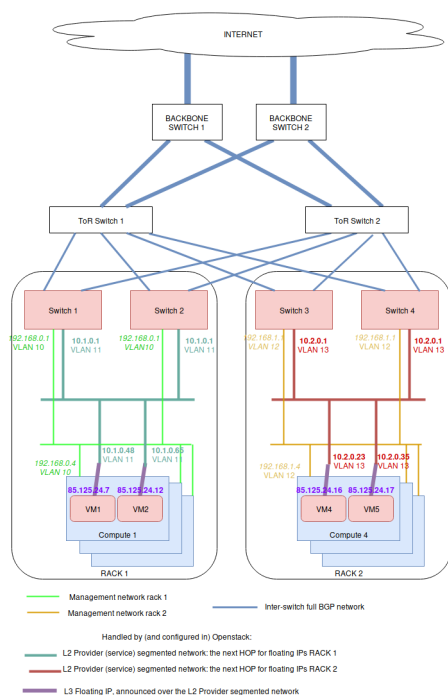 INTERNET
BACKBONE
SWITCH 1
BACKBONE
SWITCH 2
ToR Switch 1
ToR Switch 2
Switch 1
Switch 2
Switch 3
Switch 4
192.168.0.1
VLAN 10
10.1.0.1
VLAN 11
192.168.0.1
VLAN10
10.1.0.1
VLAN 11
192.168.1.1
VLAN 12
10.2.0.1
VLAN 13
192.168.1.1
VLAN 12
10.2.0.1
VLAN 13
10.1.0.48
VLAN 11
10.1.0.65
VLAN 11
192.168.0.4
VLAN 10
10.2.0.23
VLAN 13
10.2.0.35
VLAN 13
192.168.1.4
VLAN 12
85.125.24.7
85.125.24.12
VM1
VM2
Compute 1
RACK 1
85.125.24.16
85.125.24.17
VM4
VM5
Compute 4
RACK 2
Management network rack 1
Management network rack 2
Inter-switch full BGP network
Handled by (and configured in) Openstack:
L2 Provider (service) segmented network: the next HOP for floating IPs RACK 1
L2 Provider (service) segmented network: the next HOP for floating IPs RACK 2
L3 Floating IP, announced over the L2 Provider segmented network